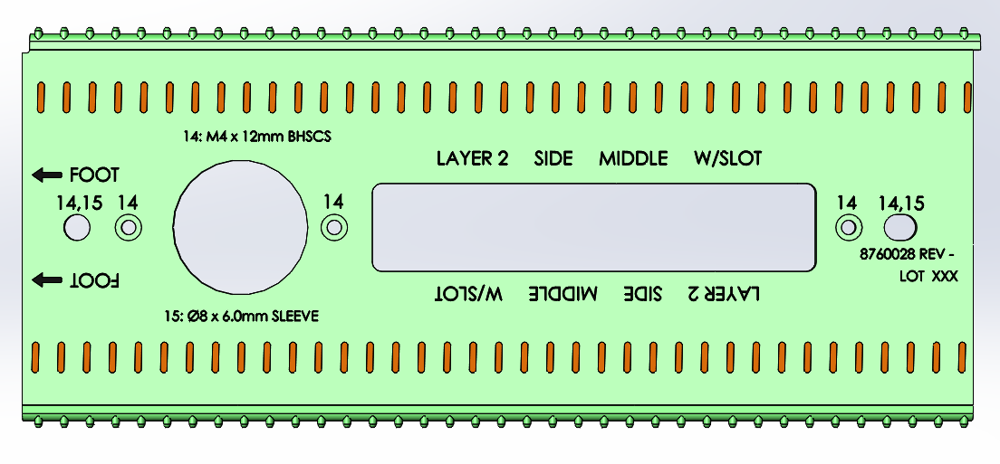 14: M4 x 12mm BHSCS
LAYER 2 SIDE MIDDLE W/SLOT
FOOT
14,15 14 14 14 14,15
8760028 REV -
LOT XXX
FOOT
LAYER 2 SIDE MIDDLE W/SLOT
15: Ø8 x 6.0mm SLEEVE